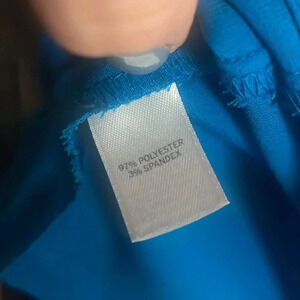 97% POLYESTER
3% SPANDEX